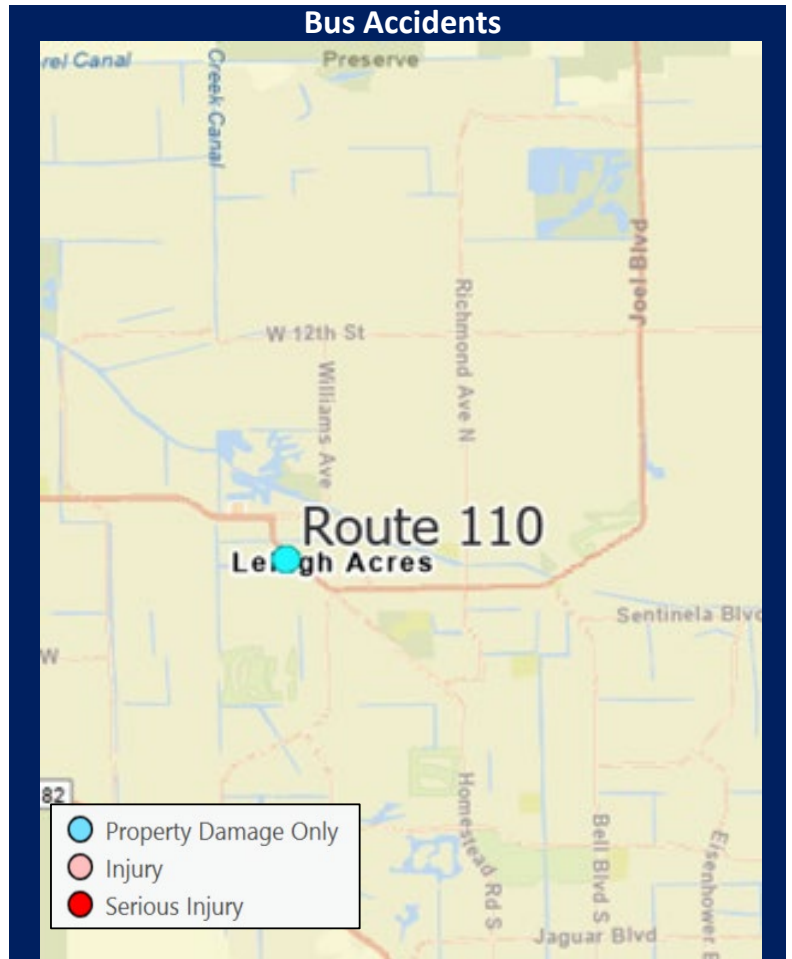 Bus Accidents
rel Canal
Preserve
Creek Canal
Joel Blvd
Richmond Ave N
W 12th St
Williams Ave
Route 110
Lehigh Acres
Sentinela Blvd
W
82
Homestead Rd S
Bell Blvd S
Eisenhower B
Jaguar Blvd
Property Damage Only
Injury
Serious Injury